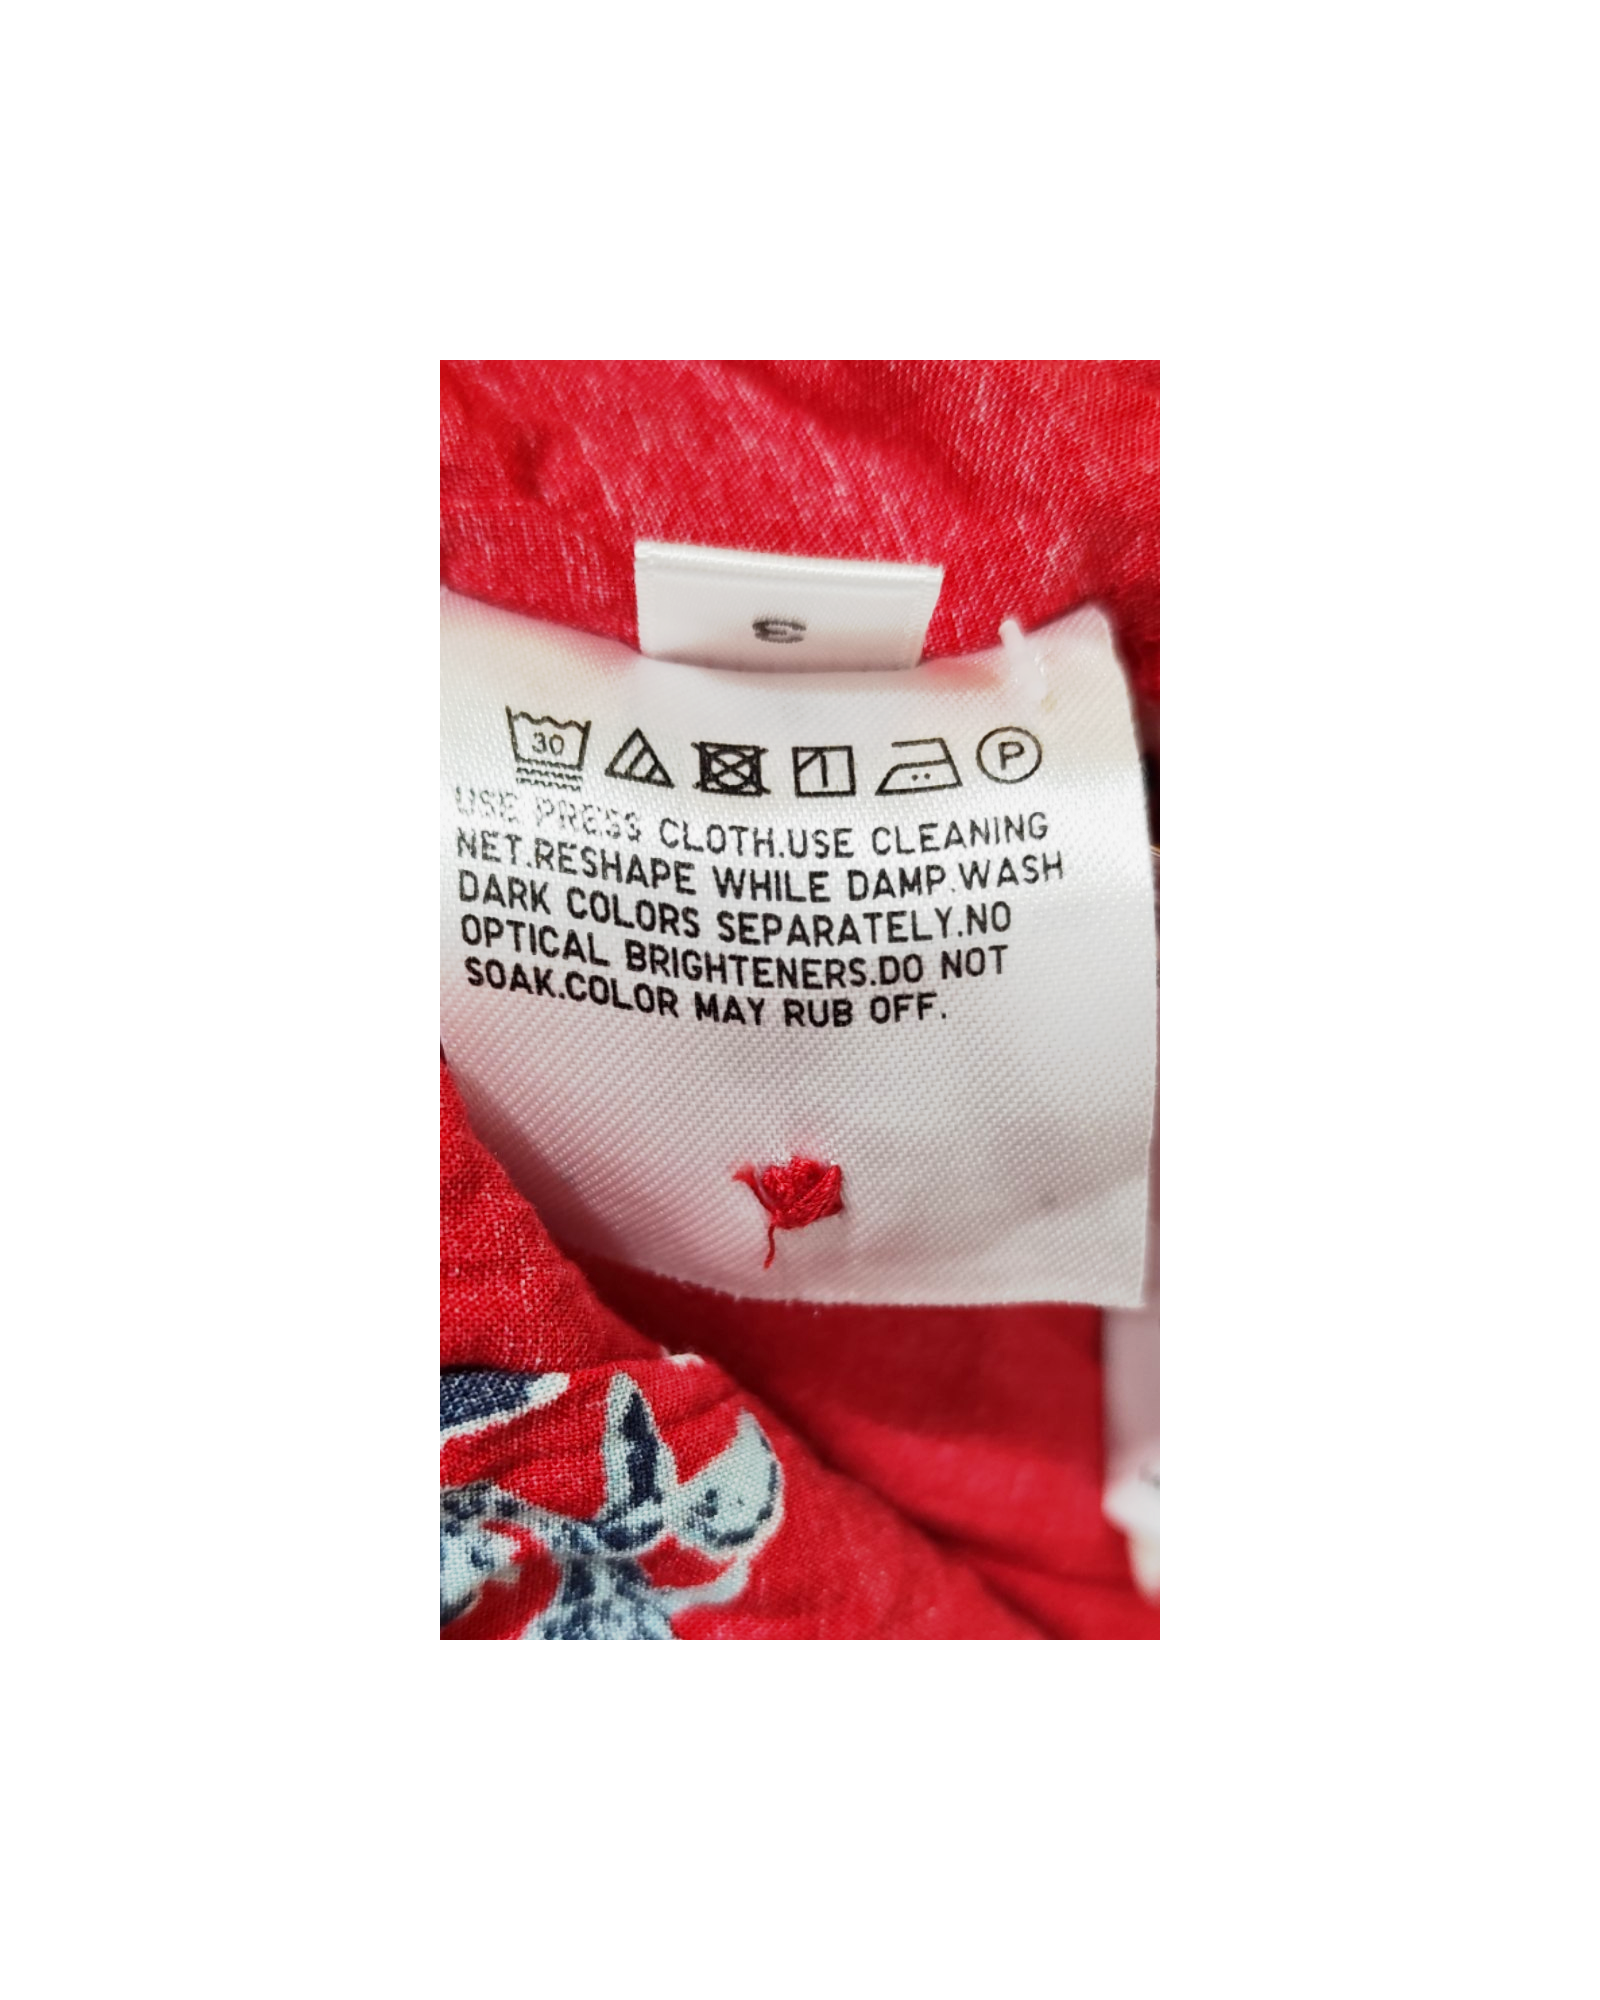 30
P
USE PRESS CLOTH.USE CLEANING
NET.RESHAPE WHILE DAMP.WASH
DARK COLORS SEPARATELY.NO
OPTICAL BRIGHTENERS.DO NOT
SOAK.COLOR MAY RUB OFF.